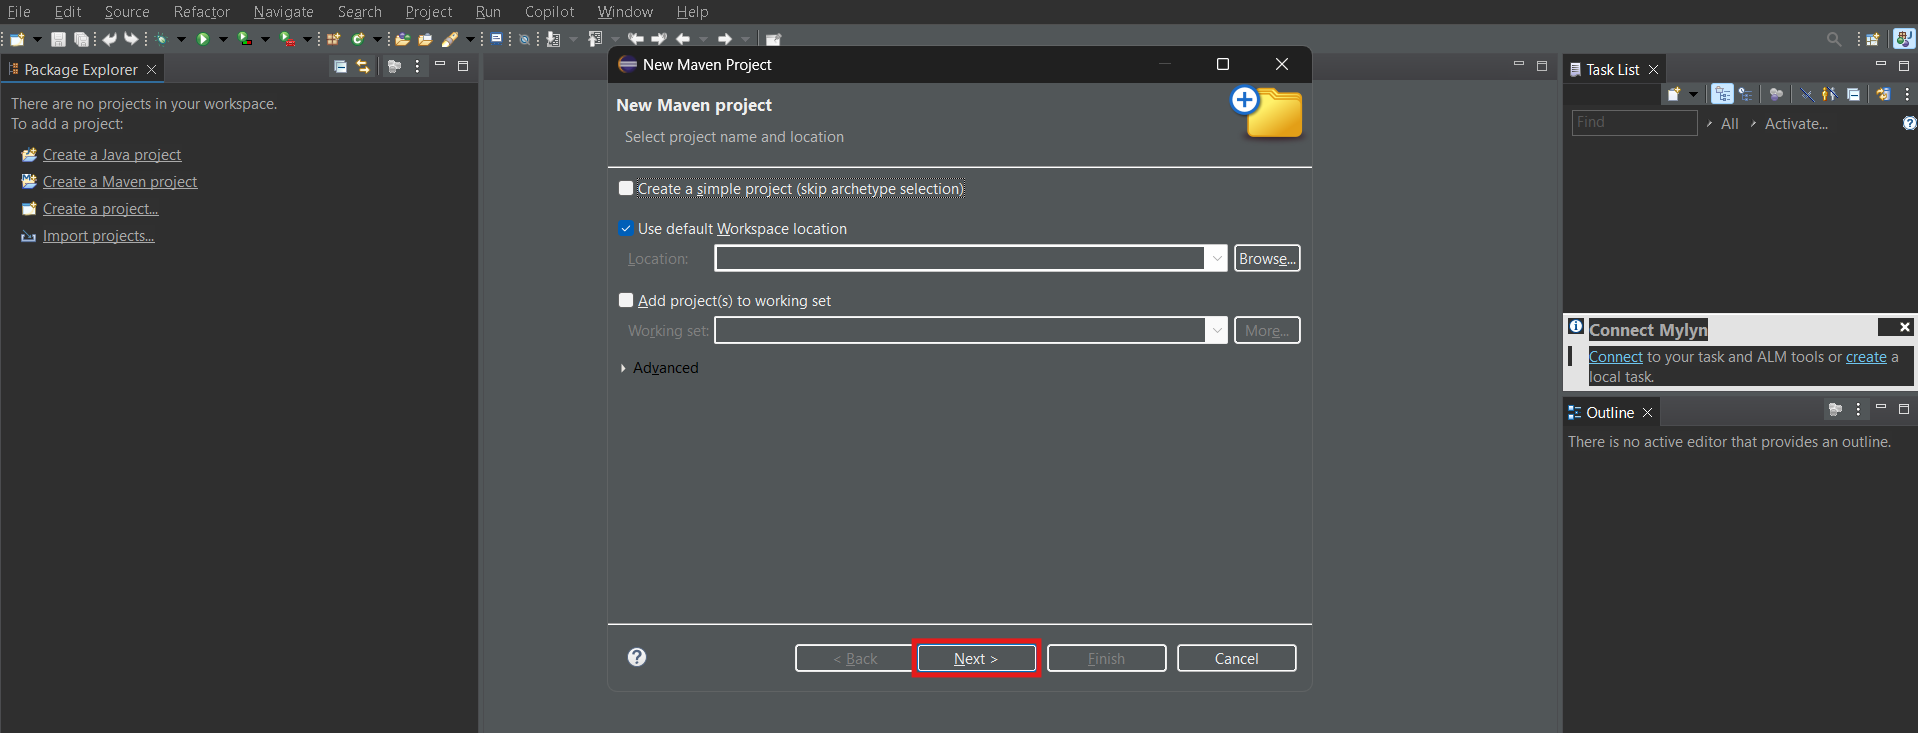 File Edit Source Refactor Navigate Search Project Run Copilot Window Help
Package Explorer
There are no projects in your workspace.
To add a project:
Create a Java project
Create a Maven project
Create a project...
Import projects...
New Maven Project
New Maven project
Select project name and location
Create a simple project (skip archetype selection)
Use default Workspace location
Location:
Browse...
Add project(s) to working set
Working set:
More...
Advanced
< Back
Next >
Finish
Cancel
Task List
Find
All
Activate...
Connect Mylyn
Connect to your task and ALM tools or create a
local task.
Outline
There is no active editor that provides an outline.